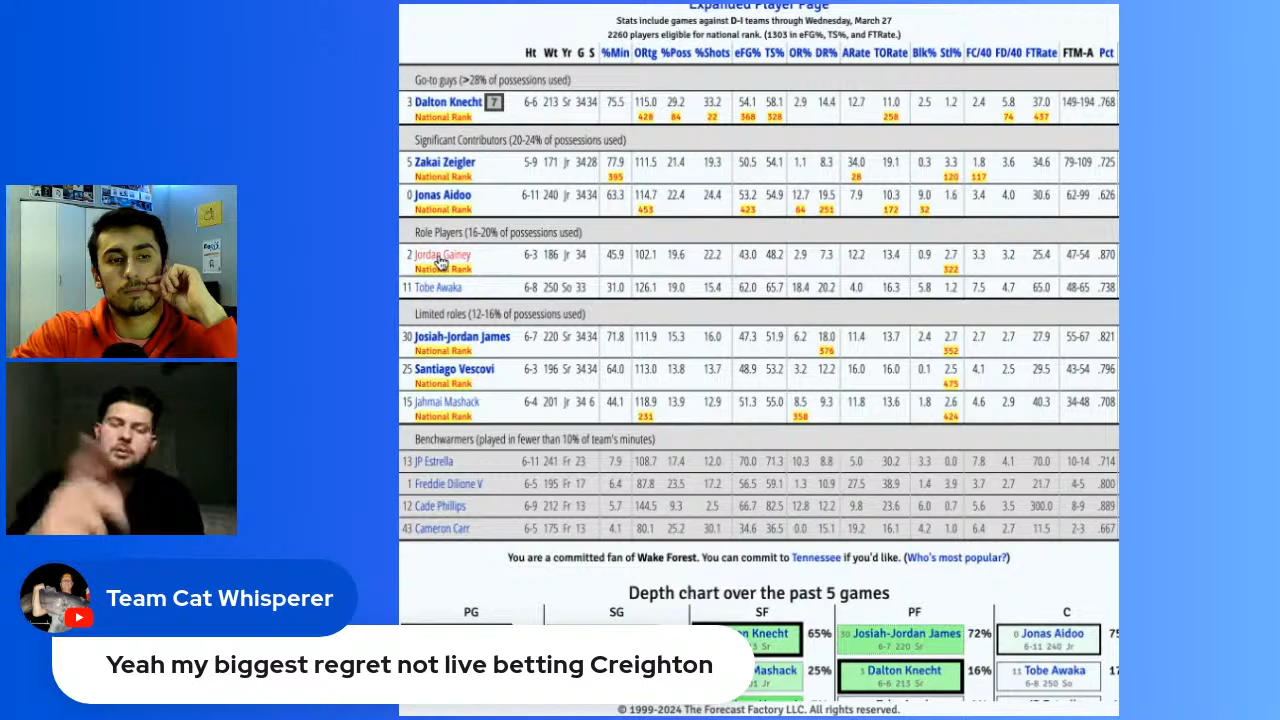 Expanded Player Page
Stats include games against D-I teams through Wednesday, March 27
2260 players eligible for national rank. (1303 in eFG%, TS%, and FTRate.)
Ht Wt Yr G S %Min ORtg %Poss %Shots eFG% TS% OR% DR% ARate TORate Blk% Stl% FC/40 FD/40 FTRate FTM-A Pct
Go-to guys (>28% of possessions used)
3 Dalton Knecht 7 6-6 213 Sr 34 34 75.5 115.0 29.2 33.2 54.1 58.1 2.9 14.4 12.7 11.0 2.5 1.2 2.4 5.8 37.0 149-194 .768
National Rank 428 84 22 368 328 258 74 437
Significant Contributors (20-24% of possessions used)
5 Zakai Zeigler 5-9 171 Jr 34 28 77.9 111.5 21.4 19.3 50.5 54.1 1.1 8.3 34.0 19.1 0.3 3.3 1.8 3.6 34.6 79-109 .725
National Rank 395 28 120 117
0 Jonas Aidoo 6-11 240 Jr 34 34 63.3 114.7 22.4 24.4 53.2 54.9 12.7 19.5 7.9 10.3 9.0 1.6 3.4 4.0 30.6 62-99 .626
National Rank 453 423 64 251 172 32
Role Players (16-20% of possessions used)
2 Jordan Gainey 6-3 186 Jr 34 45.9 102.1 19.6 22.2 43.0 48.2 2.9 7.3 12.2 13.4 0.9 2.7 3.3 3.2 25.4 47-54 .870
National Rank 322
11 Tobe Awaka 6-8 250 So 33 31.0 126.1 19.0 15.4 62.0 65.7 18.4 20.2 4.0 16.3 5.8 1.2 7.5 4.7 65.0 48-65 .738
Limited roles (12-16% of possessions used)
30 Josiah-Jordan James 6-7 220 Sr 34 34 71.8 111.9 15.3 16.0 47.3 51.9 6.2 18.0 11.4 13.7 2.4 2.7 2.7 2.7 27.9 55-67 .821
National Rank 376 352
25 Santiago Vescovi 6-3 196 Sr 34 34 64.0 113.0 13.8 13.7 48.9 53.2 3.2 12.2 16.0 16.0 0.1 2.5 4.1 2.5 29.5 43-54 .796
National Rank 475
15 Jahmai Mashack 6-4 201 Jr 34 6 44.1 118.9 13.9 12.9 51.3 55.0 8.5 9.3 11.8 13.6 1.8 2.6 4.6 2.9 40.3 34-48 .708
National Rank 231 358 424
Benchwarmers (played in fewer than 10% of team's minutes)
13 JP Estrella 6-11 241 Fr 23 7.9 108.7 17.4 12.0 70.0 71.3 10.3 8.8 5.0 30.2 3.3 0.0 7.8 4.1 70.0 10-14 .714
1 Freddie Dilione V 6-5 195 Fr 17 6.4 87.8 23.5 17.2 56.5 59.1 1.3 10.9 27.5 38.9 1.4 3.9 3.7 2.7 21.7 4-5 .800
12 Cade Phillips 6-9 212 Fr 13 5.7 144.5 9.3 2.5 66.7 82.5 12.8 12.2 9.8 23.6 6.0 0.7 5.6 3.5 300.0 8-9 .889
43 Cameron Carr 6-5 175 Fr 13 4.1 80.1 25.2 30.1 34.6 36.5 0.0 15.1 19.2 16.1 4.2 1.0 6.4 2.7 11.5 2-3 .667
You are a committed fan of Wake Forest. You can commit to Tennessee if you'd like. (Who's most popular?)
Depth chart over the past 5 games
PG SG SF PF C
on Knecht 65% 30 Josiah-Jordan James 72% 0 Jonas Aidoo 75
3 Sr 6-7 220 Sr 6-11 240 Jr
Mashack 25% 3 Dalton Knecht 16% 11 Tobe Awaka 17
01 Jr 6-6 213 Sr 6-8 250 So
© 1999-2024 The Forecast Factory LLC. All rights reserved.
Team Cat Whisperer
Yeah my biggest regret not live betting Creighton